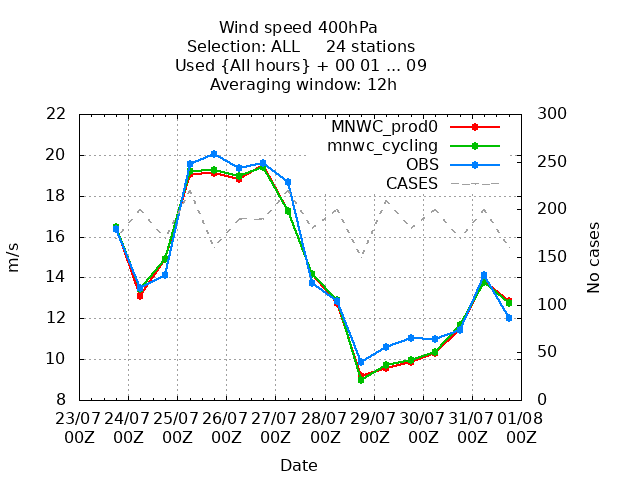 Wind speed 400hPa
Selection: ALL     24 stations
Used {All hours} + 00 01 ... 09
Averaging window: 12h
22 300
MNWC_prod0
mnwc_cycling
20 250
OBS
CASES
18 200
16
14 150
12 100
10 50
8 0
m/s
No cases
23/07 24/07 25/07 26/07 27/07 28/07 29/07 30/07 31/07 01/08
00Z 00Z 00Z 00Z 00Z 00Z 00Z 00Z 00Z 00Z
Date